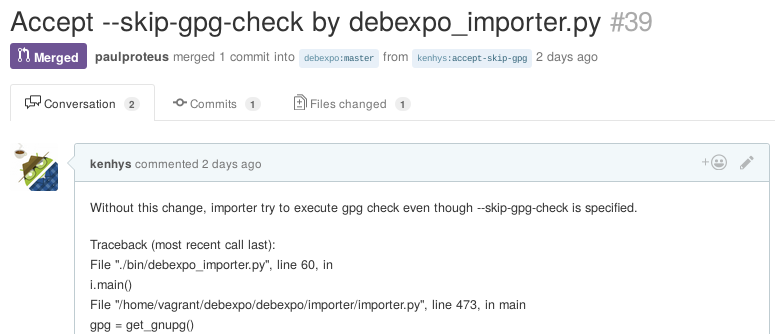 Accept --skip-gpg-check by debexpo_importer.py #39
Merged paulproteus merged 1 commit into debexpo:master from kenhys:accept-skip-gpg 2 days ago
Conversation 2 Commits 1 Files changed 1
kenhys commented 2 days ago
Without this change, importer try to execute gpg check even though --skip-gpg-check is specified.
Traceback (most recent call last):
File "./bin/debexpo_importer.py", line 60, in
i.main()
File "/home/vagrant/debexpo/debexpo/importer/importer.py", line 473, in main
gpg = get_gnupg()